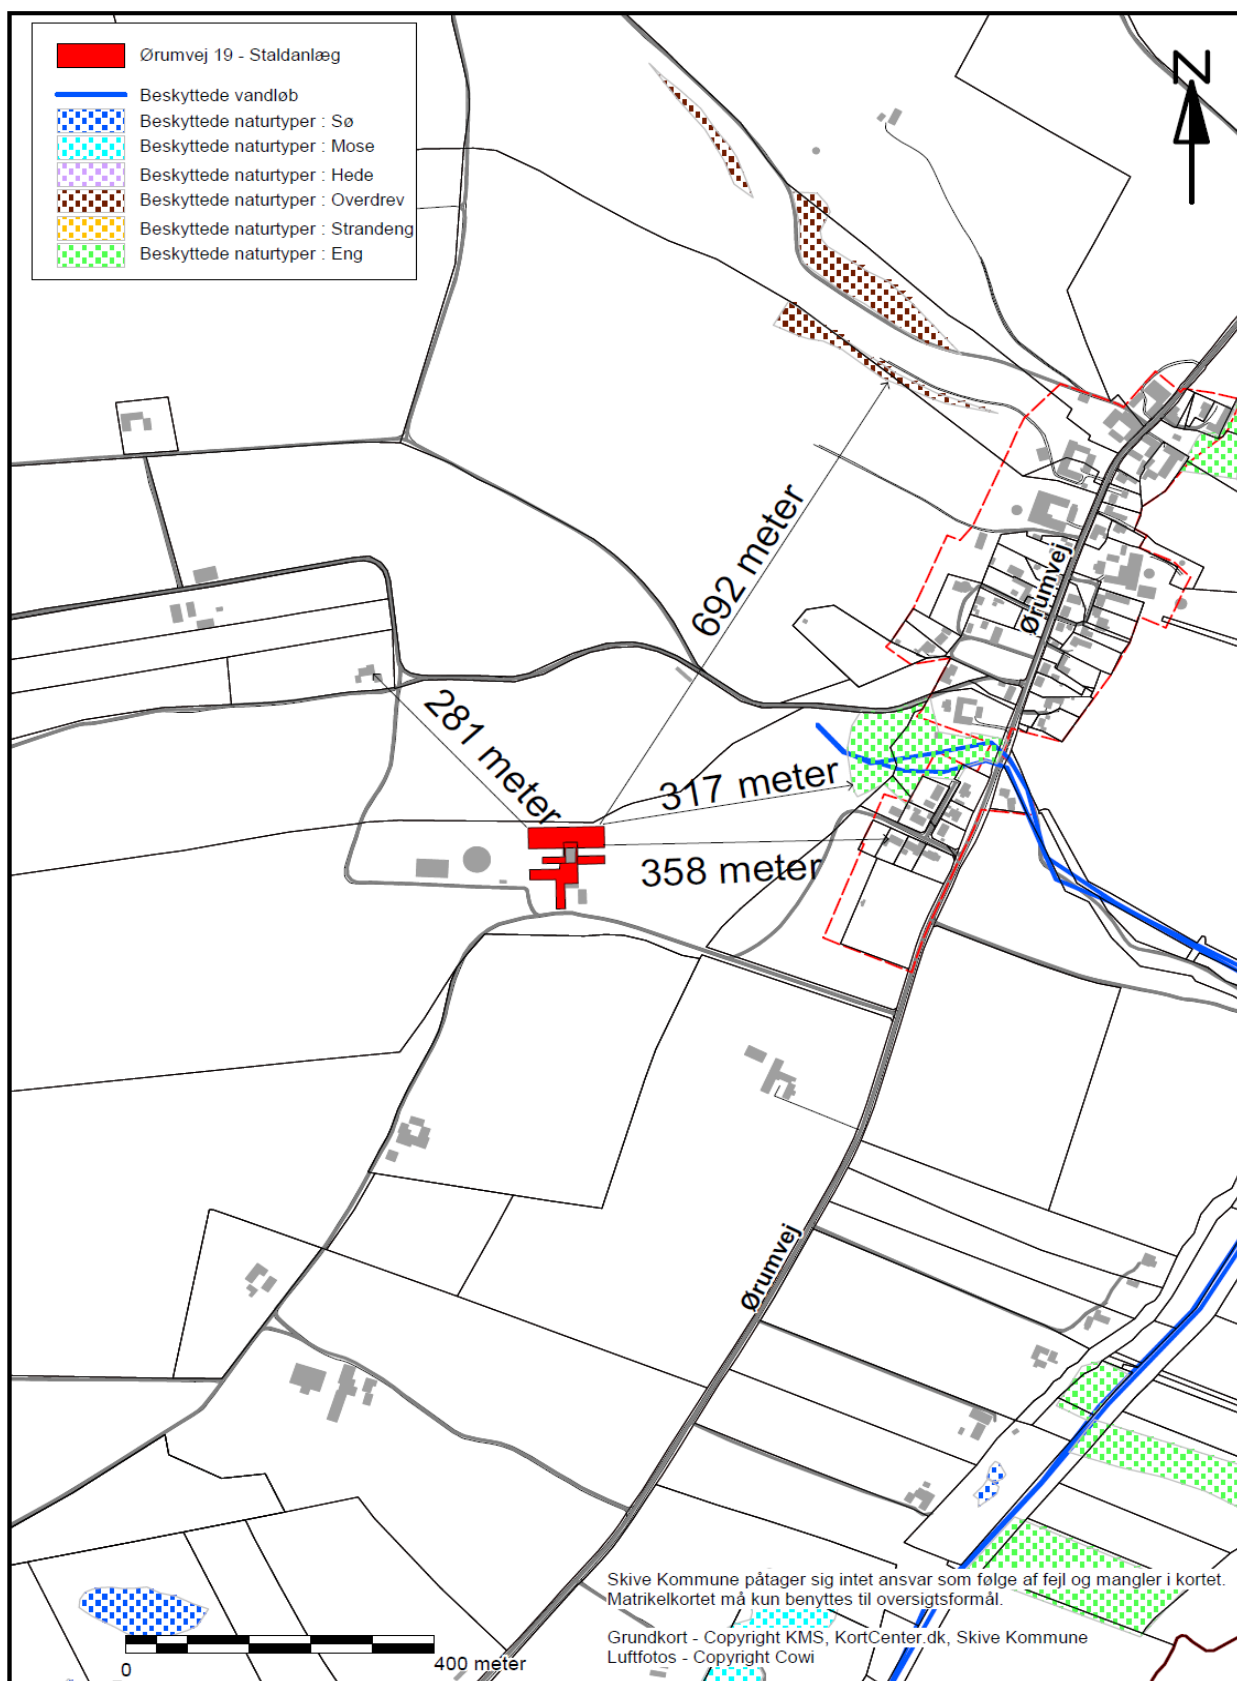 Ørumvej 19 - Staldanlæg
Beskyttede vandløb
Beskyttede naturtyper : Sø
Beskyttede naturtyper : Mose
Beskyttede naturtyper : Hede
Beskyttede naturtyper : Overdrev
Beskyttede naturtyper : Strandeng
Beskyttede naturtyper : Eng
N
692 meter
Ørumvej
281 meter
317 meter
358 meter
Ørumvej
Skive Kommune påtager sig intet ansvar som følge af fejl og mangler i kortet.
Matrikelkortet må kun benyttes til oversigtsformål.
Grundkort - Copyright KMS, KortCenter.dk, Skive Kommune
Luftfotos - Copyright Cowi
0
400 meter